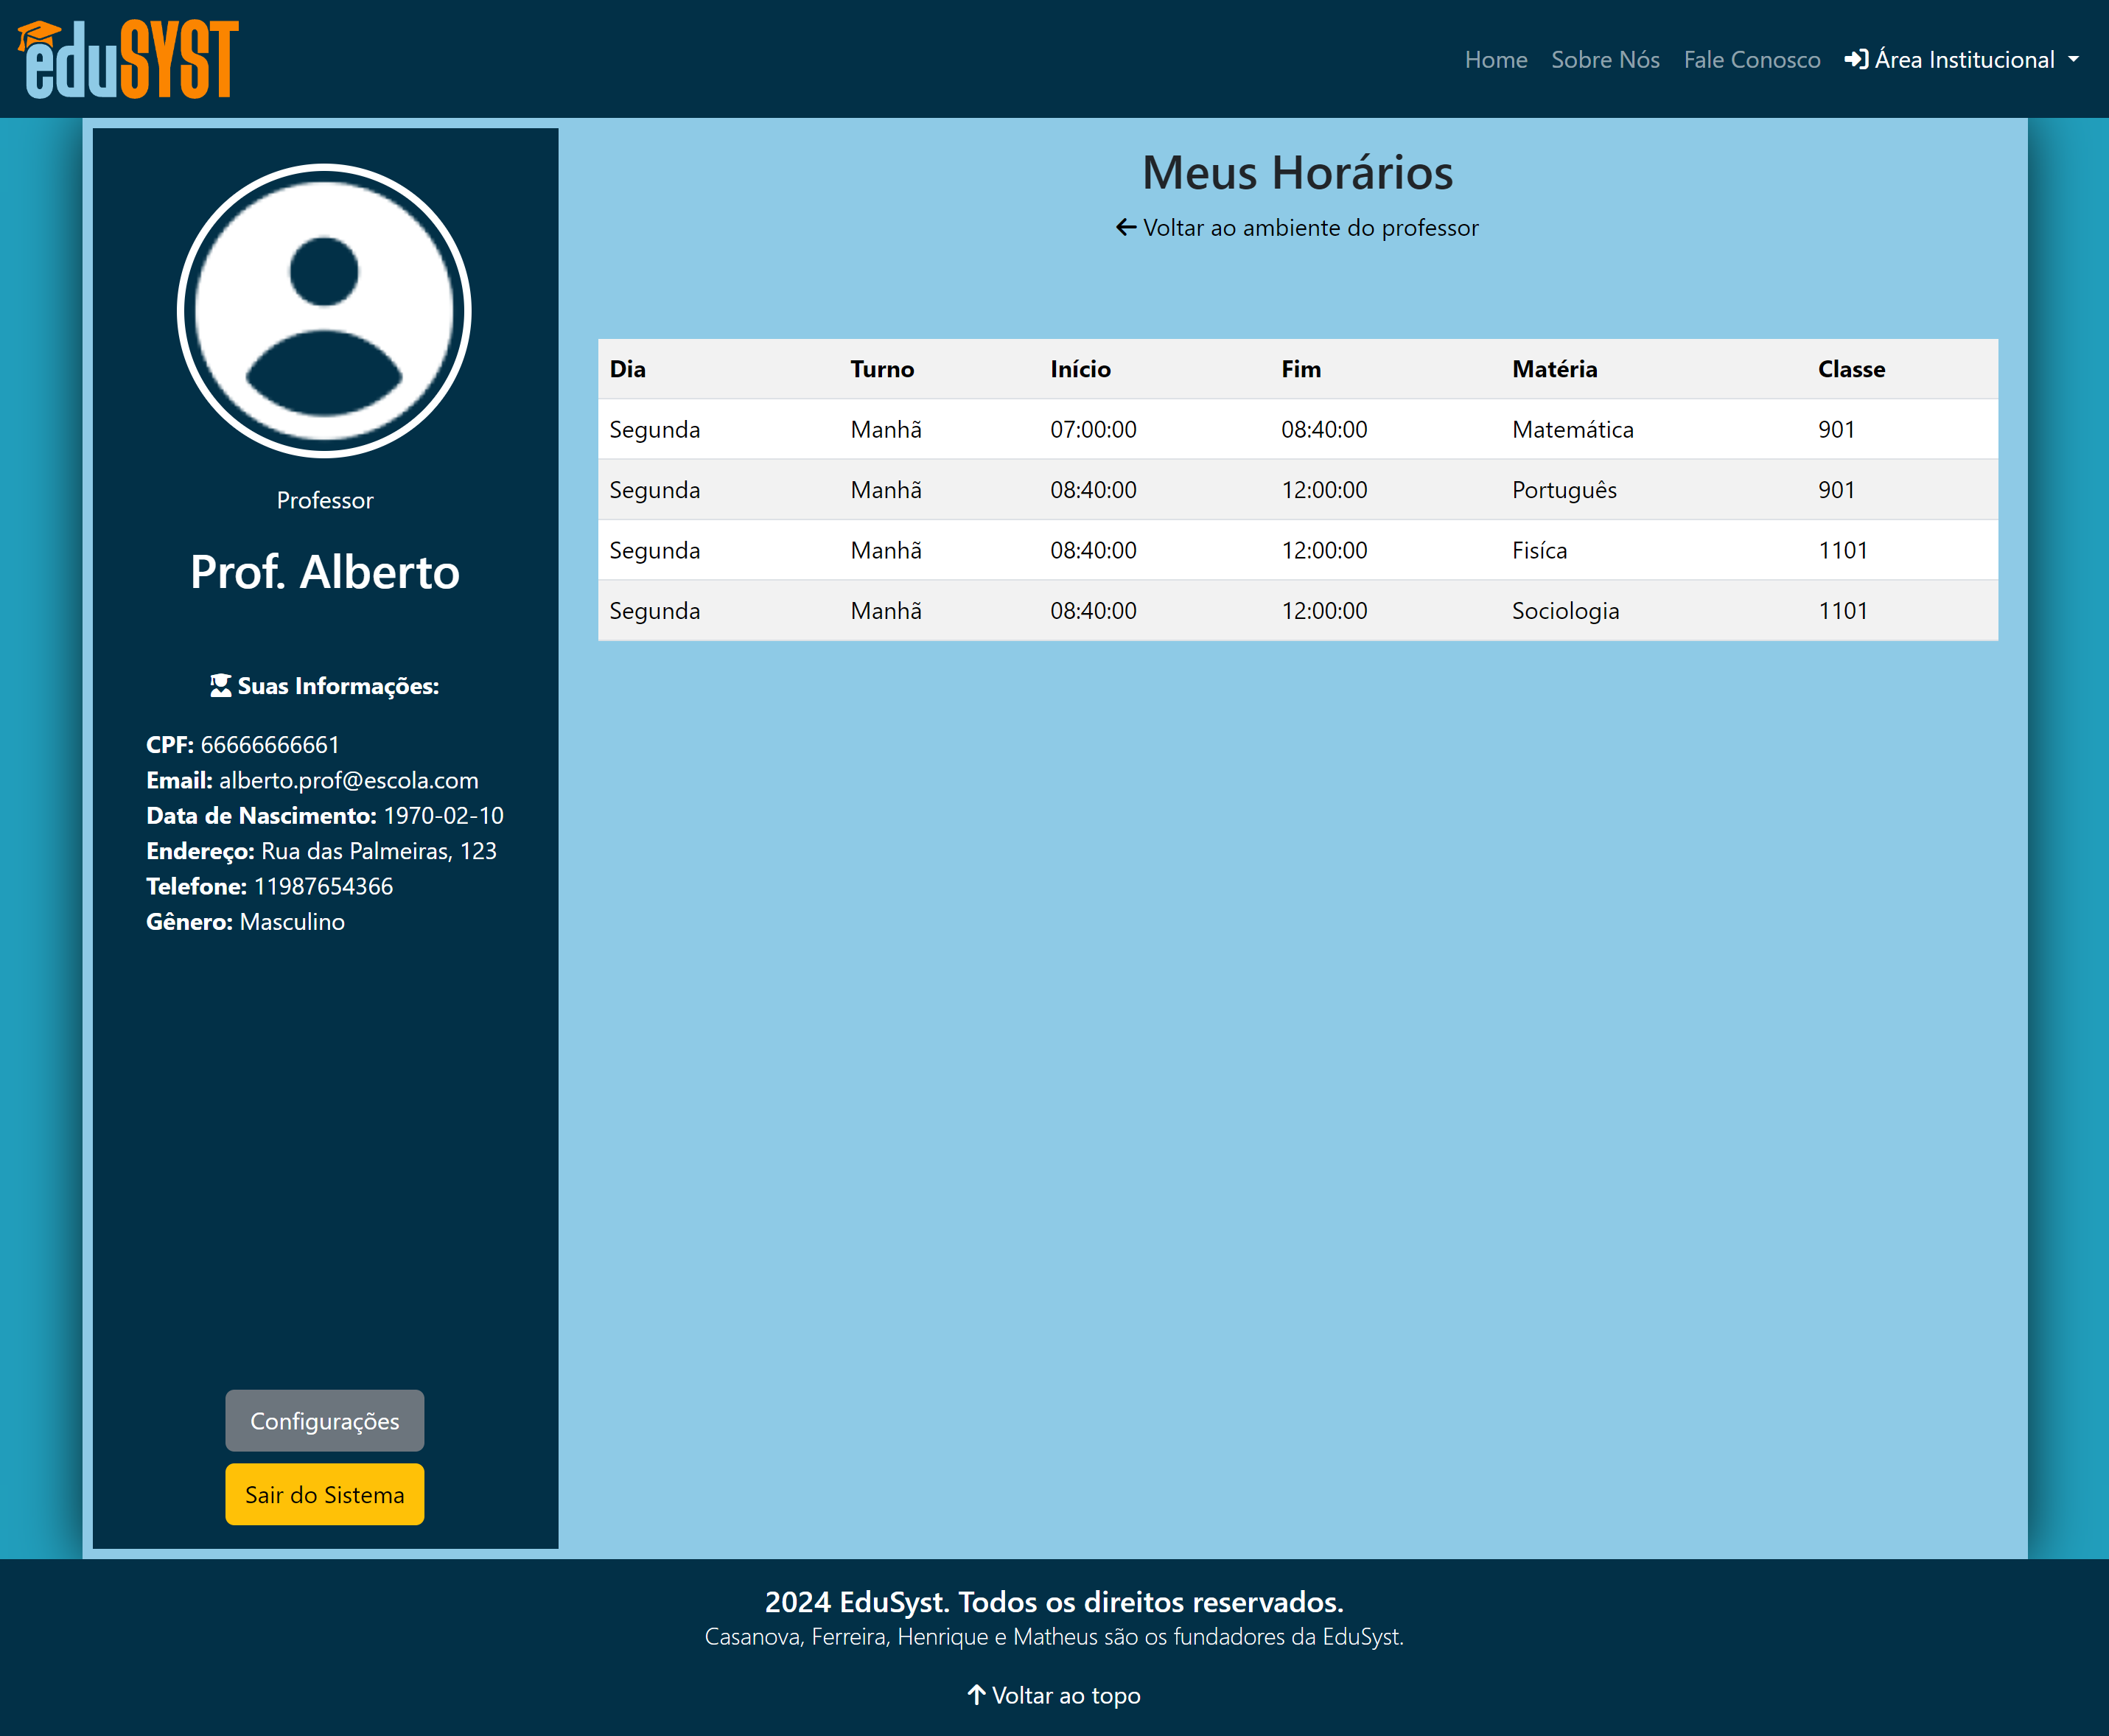 eduSYST
Home Sobre Nós Fale Conosco Área Institucional
Professor
Prof. Alberto
Suas Informações:
CPF: 66666666661
Email: alberto.prof@escola.com
Data de Nascimento: 1970-02-10
Endereço: Rua das Palmeiras, 123
Telefone: 11987654366
Gênero: Masculino
Configurações
Sair do Sistema
Meus Horários
Voltar ao ambiente do professor
Dia Turno Início Fim Matéria Classe
Segunda Manhã 07:00:00 08:40:00 Matemática 901
Segunda Manhã 08:40:00 12:00:00 Português 901
Segunda Manhã 08:40:00 12:00:00 Fisíca 1101
Segunda Manhã 08:40:00 12:00:00 Sociologia 1101
2024 EduSyst. Todos os direitos reservados.
Casanova, Ferreira, Henrique e Matheus são os fundadores da EduSyst.
Voltar ao topo